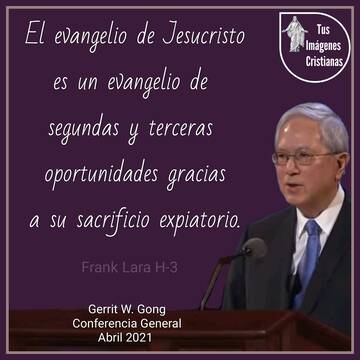 Tus
Imágenes
Cristianas
El evangelio de Jesucristo
es un evangelio de
segundas y terceras
oportunidades gracias
a su sacrificio expiatorio.
Frank Lara H-3
Gerrit W. Gong
Conferencia General
Abril 2021